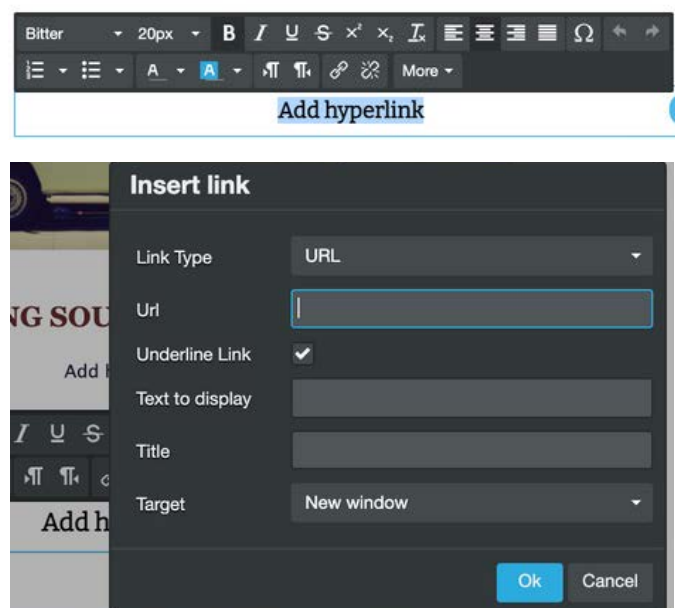 Bitter 20px B I U S x² x₂ Ix Ω
A A ¶ ¶ More
Add hyperlink
Insert link
Link Type URL
NG SOU Url
Underline Link
Add h
Text to display
I U S
Title
¶ ¶
Target New window
Add h
Ok Cancel